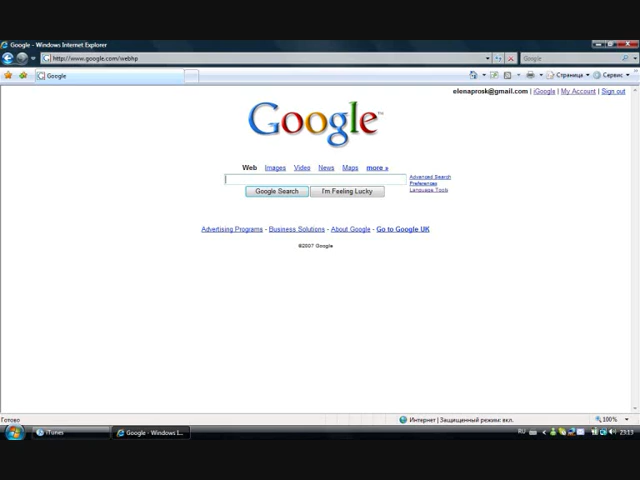 Google - Windows Internet Explorer
http://www.google.com/webhp
Google
Google
Страница
Сервис
elenaprosk@gmail.com | iGoogle | My Account | Sign out
Google™
Web Images Video News Maps more »
Advanced Search
Preferences
Language Tools
Google Search I'm Feeling Lucky
Advertising Programs - Business Solutions - About Google - Go to Google UK
©2007 Google
Готово
Интернет | Защищенный режим: вкл.
100%
iTunes
Google - Windows I...
RU
23:13